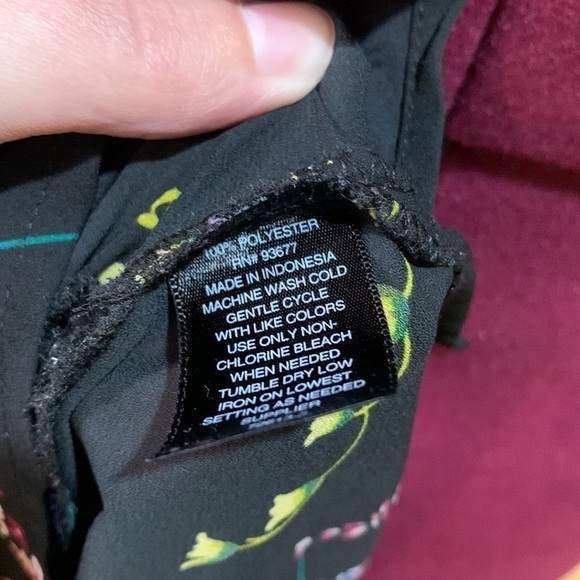 100% POLYESTER
RN# 93677
MADE IN INDONESIA
MACHINE WASH COLD
GENTLE CYCLE
WITH LIKE COLORS
USE ONLY NON-
CHLORINE BLEACH
WHEN NEEDED
TUMBLE DRY LOW
IRON ON LOWEST
SETTING AS NEEDED
SUPPLIER